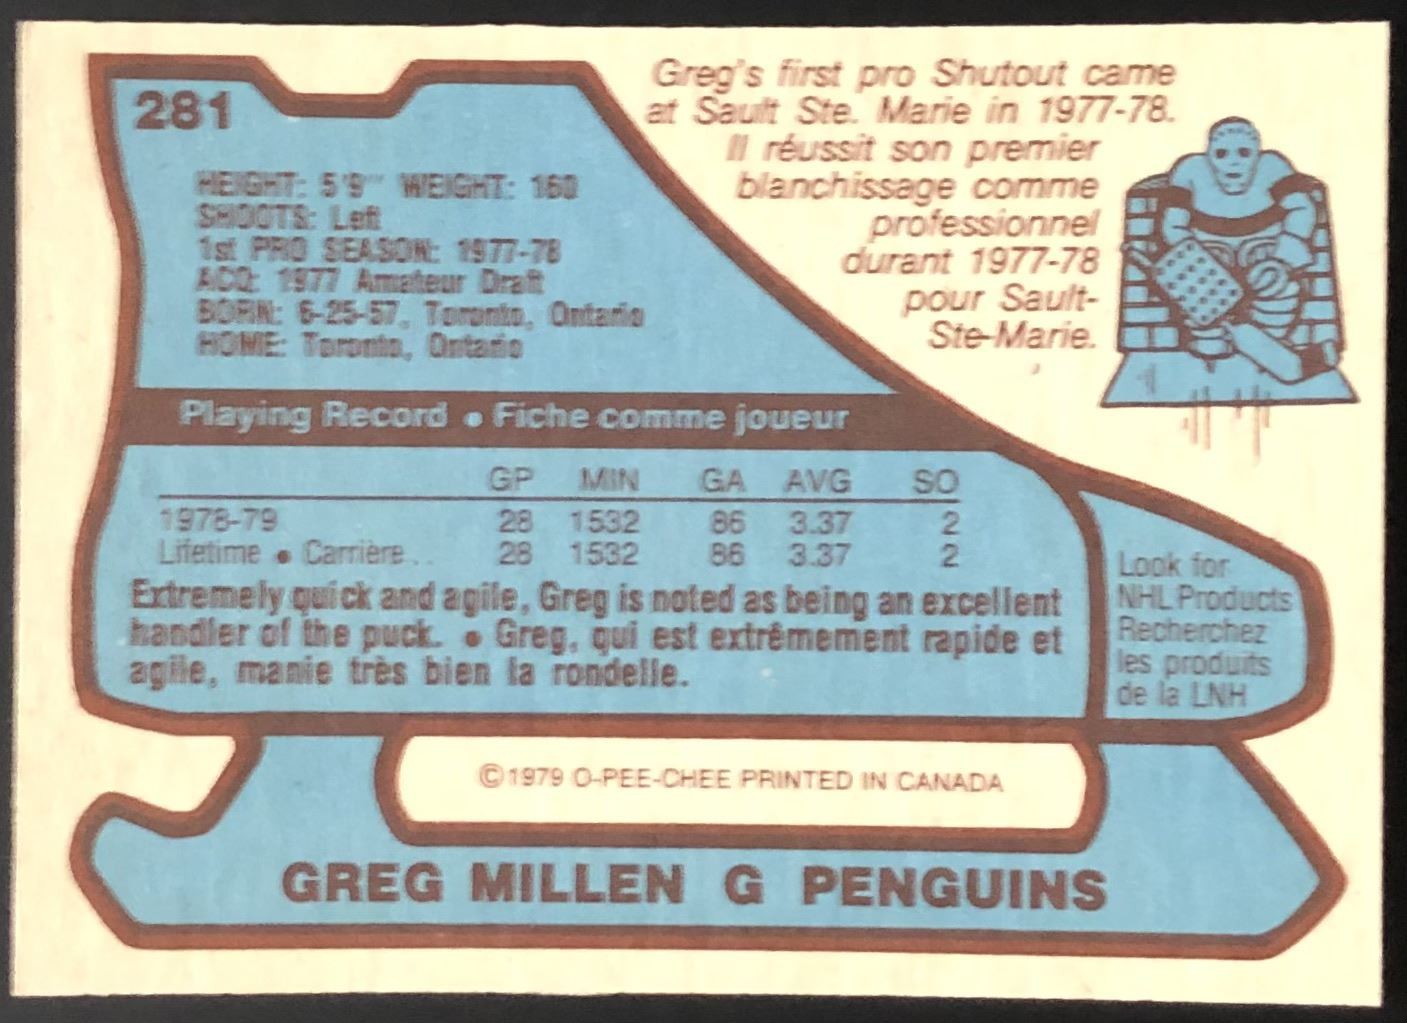 281
Greg's first pro Shutout came
at Sault Ste. Marie in 1977-78.
Il réussit son premier
blanchissage comme
professionnel
durant 1977-78
pour Sault-
Ste-Marie.
HEIGHT: 5'9" WEIGHT: 160
SHOOTS: Left
1st PRO SEASON: 1977-78
ACQ: 1977 Amateur Draft
BORN: 6-25-57, Toronto, Ontario
HOME: Toronto, Ontario
Playing Record • Fiche comme joueur
GP MIN GA AVG SO
1978-79 28 1532 86 3.37 2
Lifetime • Carrière .. 28 1532 86 3.37 2
Extremely quick and agile, Greg is noted as being an excellent
handler of the puck. • Greg, qui est extrêmement rapide et
agile, manie très bien la rondelle.
Look for
NHL Products
Recherchez
les produits
de la LNH
©1979 O-PEE-CHEE PRINTED IN CANADA
GREG MILLEN G PENGUINS